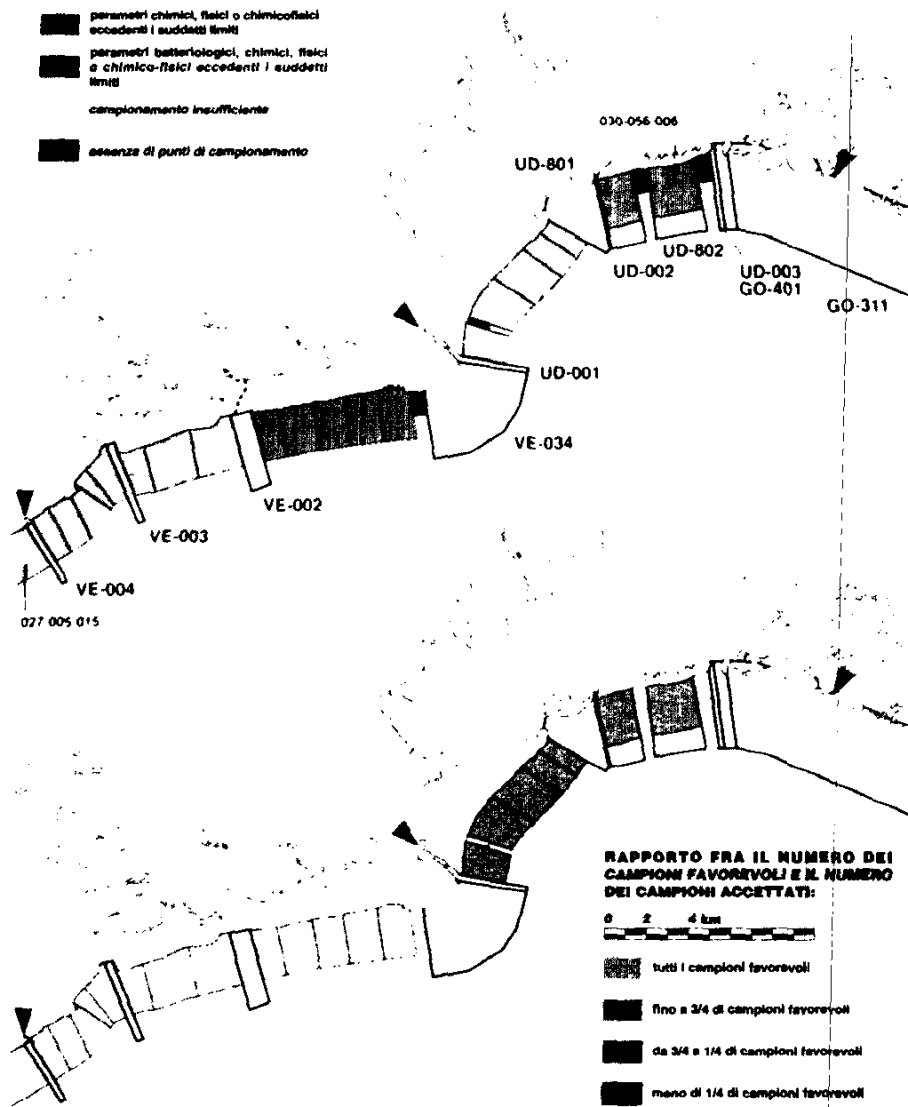 parametri chimici, fisici o chimicofisici
eccedenti i suddetti limiti
parametri batteriologici, chimici, fisici
o chimico-fisici eccedenti i suddetti
limiti
campionamento insufficiente
assenza di punti di campionamento
030-056 006
UD-801
UD-802
UD-002
UD-003
GO-401
GO-311
UD-001
VE-034
VE-002
VE-003
VE-004
027 005 015
RAPPORTO FRA IL NUMERO DEI
CAMPIONI FAVOREVOLI E IL NUMERO
DEI CAMPIONI ACCETTATI:
0 2 4 km
tutti i campioni favorevoli
fino a 3/4 di campioni favorevoli
da 3/4 a 1/4 di campioni favorevoli
meno di 1/4 di campioni favorevoli